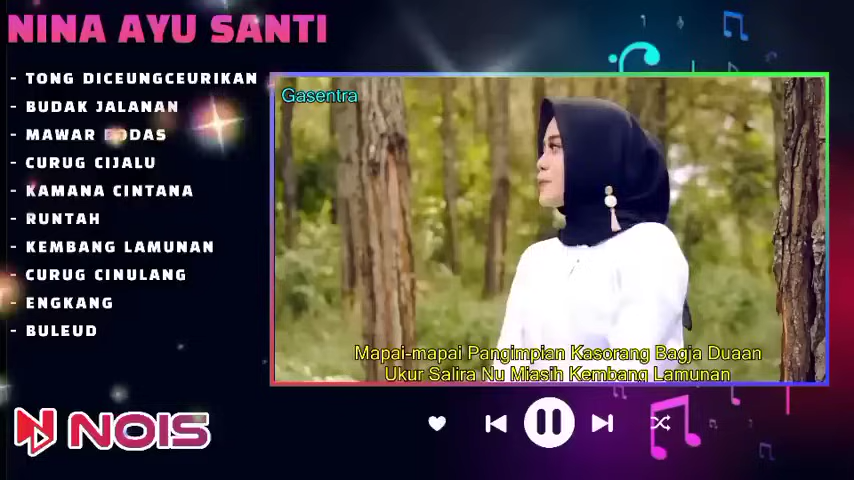 NINA AYU SANTI
- TONG DICEUNGCEURIKAN
- BUDAK JALANAN
- MAWAR BODAS
- CURUG CIJALU
- KAMANA CINTANA
- RUNTAH
- KEMBANG LAMUNAN
- CURUG CINULANG
- ENGKANG
- BULEUD
Gasentra
Mapai-mapai Pangimpian Kasorang Bagja Duaan
Ukur Salira Nu Miasih Kembang Lamunan
NOIS